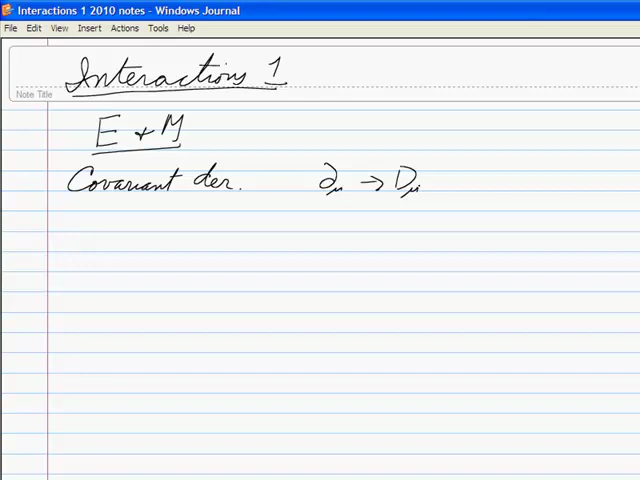 Interactions 1 2010 notes - Windows Journal
File Edit View Insert Actions Tools Help
Interactions 1
Note Title
E + M
Covariant der. ∂μ → Dμ